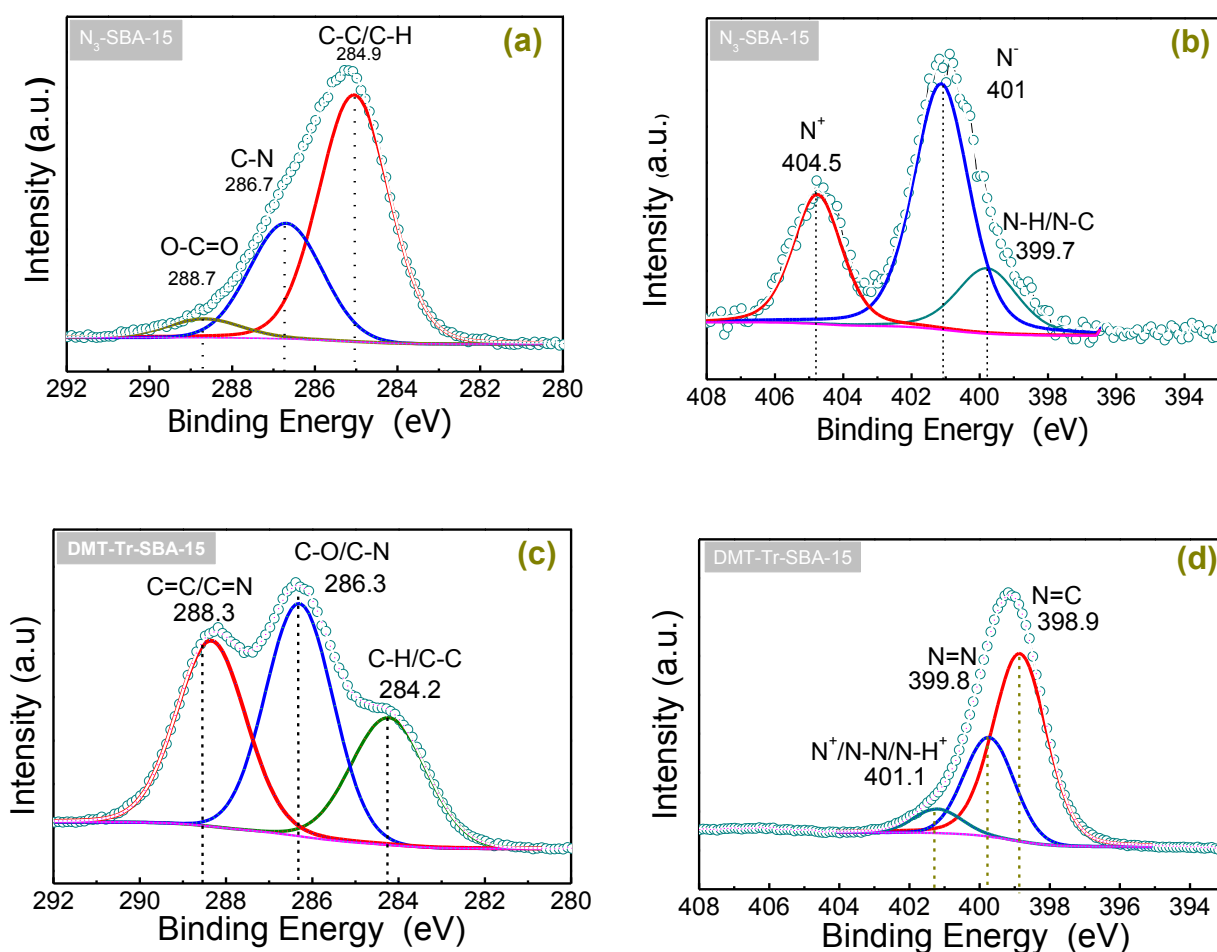 N₃-SBA-15
C-C/C-H
284.9
(a)
C-N
286.7
O-C=O
288.7
Intensity (a.u.)
292 290 288 286 284 282 280
Binding Energy (eV)
N₃-SBA-15
(b)
N⁻
401
N⁺
404.5
N-H/N-C
399.7
Intensity (a.u.)
408 406 404 402 400 398 396 394
Binding Energy (eV)
DMT-Tr-SBA-15
(c)
C-O/C-N
286.3
C=C/C=N
288.3
C-H/C-C
284.2
Intensity (a.u)
292 290 288 286 284 282 280
Binding Energy (eV)
DMT-Tr-SBA-15
(d)
N=C
398.9
N=N
399.8
N⁺/N-N/N-H⁺
401.1
Intensity (a.u.)
408 406 404 402 400 398 396 394
Binding Energy (eV)